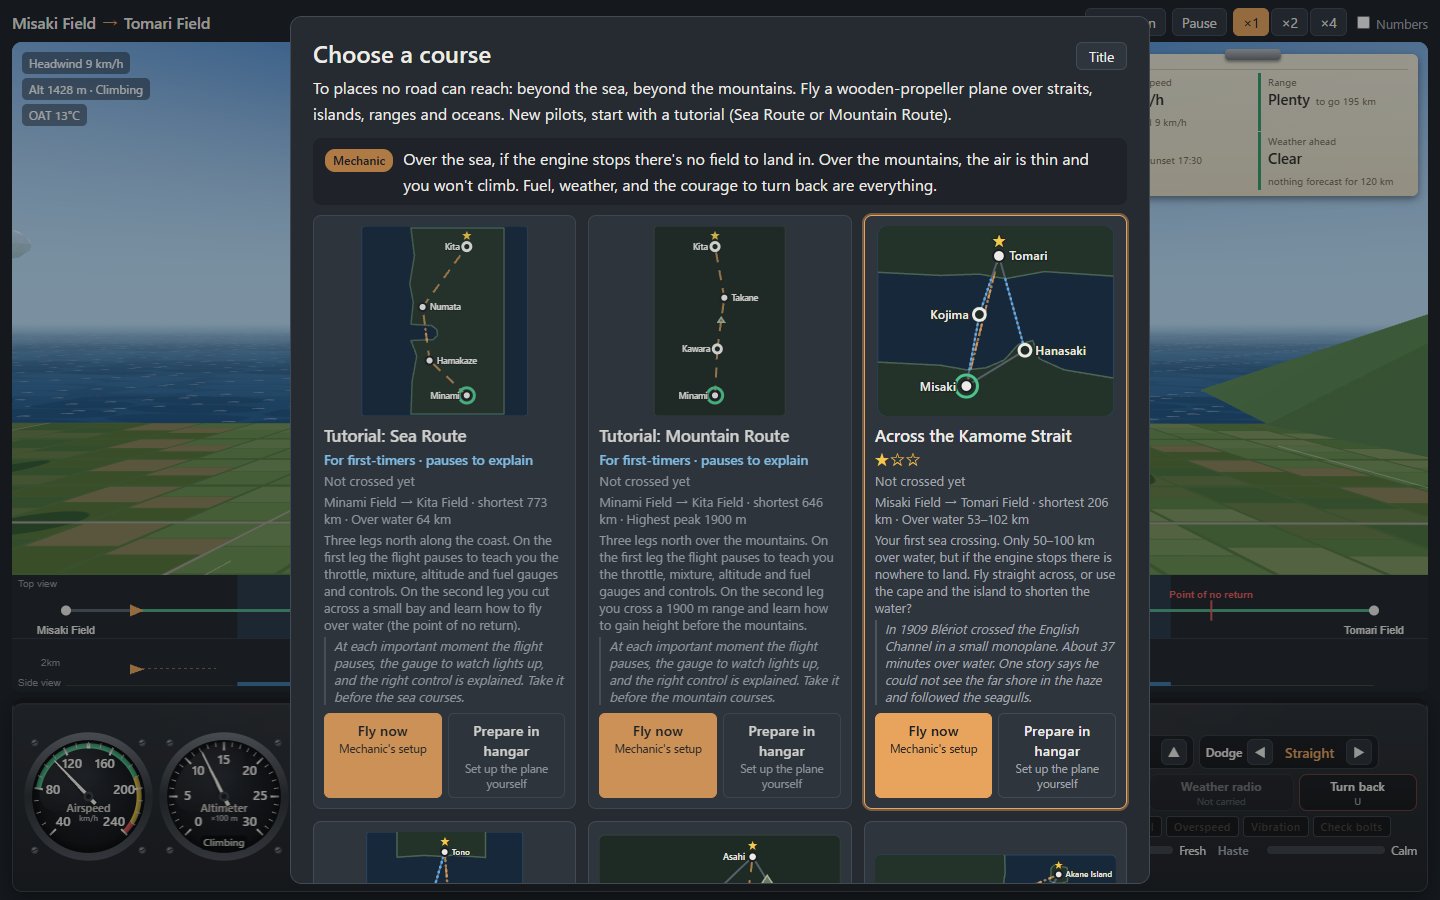 Misaki Field → Tomari Field
Pause
×1
×2
×4
Numbers
Headwind 9 km/h
Alt 1428 m · Climbing
OAT 13°C
Range
Plenty to go 195 km
9 km/h
Weather ahead
Clear
sunset 17:30
nothing forecast for 120 km
Choose a course
Title
To places no road can reach: beyond the sea, beyond the mountains. Fly a wooden-propeller plane over straits,
islands, ranges and oceans. New pilots, start with a tutorial (Sea Route or Mountain Route).
Mechanic
Over the sea, if the engine stops there's no field to land in. Over the mountains, the air is thin and
you won't climb. Fuel, weather, and the courage to turn back are everything.
Kita
Numata
Hamakaze
Minami
Tutorial: Sea Route
For first-timers · pauses to explain
Not crossed yet
Minami Field → Kita Field · shortest 773
km · Over water 64 km
Three legs north along the coast. On the
first leg the flight pauses to teach you the
throttle, mixture, altitude and fuel gauges
and controls. On the second leg you cut
across a small bay and learn how to fly
over water (the point of no return).
At each important moment the flight
pauses, the gauge to watch lights up,
and the right control is explained. Take it
before the sea courses.
Fly now
Mechanic's setup
Prepare in
hangar
Set up the plane
yourself
Kita
Takane
Kawara
Minami
Tutorial: Mountain Route
For first-timers · pauses to explain
Not crossed yet
Minami Field → Kita Field · shortest 646
km · Highest peak 1900 m
Three legs north over the mountains. On
the first leg the flight pauses to teach you
the throttle, mixture, altitude and fuel
gauges and controls. On the second leg
you cross a 1900 m range and learn how
to gain height before the mountains.
At each important moment the flight
pauses, the gauge to watch lights up,
and the right control is explained. Take it
before the mountain courses.
Fly now
Mechanic's setup
Prepare in
hangar
Set up the plane
yourself
Tomari
Kojima
Hanasaki
Misaki
Across the Kamome Strait
★☆☆
Not crossed yet
Misaki Field → Tomari Field · shortest 206
km · Over water 53–102 km
Your first sea crossing. Only 50–100 km
over water, but if the engine stops there is
nowhere to land. Fly straight across, or use
the cape and the island to shorten the
water?
In 1909 Blériot crossed the English
Channel in a small monoplane. About 37
minutes over water. One story says he
could not see the far shore in the haze
and followed the seagulls.
Fly now
Mechanic's setup
Prepare in
hangar
Set up the plane
yourself
Tono
Asahi
Akane Island
Top view
Misaki Field
2km
Side view
Point of no return
Tomari Field
40 80 120 160 200 240
Airspeed
km/h
0 5 10 15 20 25 30
Altimeter
×100 m
Climbing
▲
Dodge ◀ Straight ▶
Weather radio
Not carried
Turn back
U
Overspeed
Vibration
Check bolts
Fresh
Haste
Calm